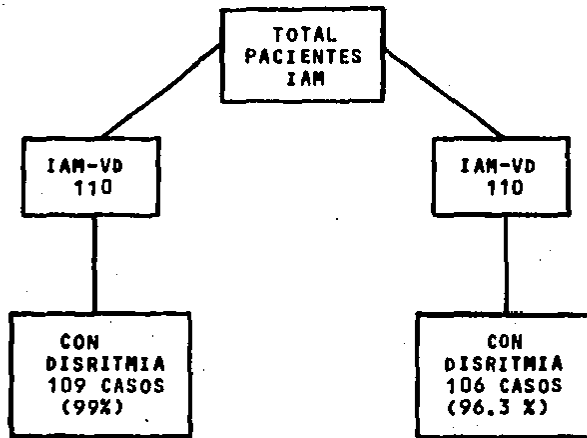 TOTAL
PACIENTES
IAM
IAM-VD
110
IAM-VD
110
CON
DISRITMIA
109 CASOS
(99%)
CON
DISRITMIA
106 CASOS
(96.3 %)